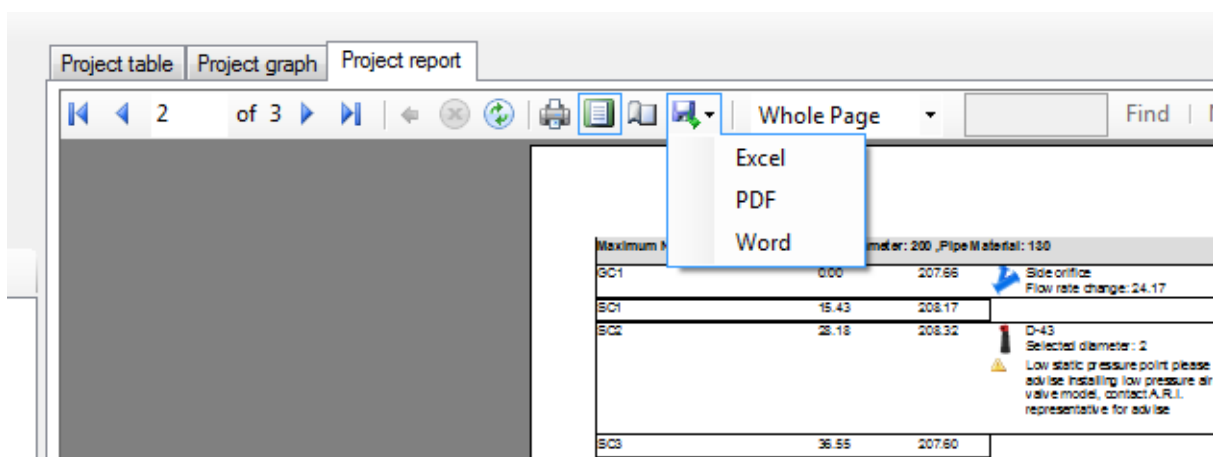 Project table Project graph Project report
2 of 3 Whole Page Find
Excel
PDF
Word
Maximum meter: 200 ,Pipe Material: 130
GC1 0.00 207.66 Side orifice
Flow rate change: 24.17
SC1 15.43 208.17
SC2 28.18 208.32 D-43
Selected diameter: 2
Low static pressure point please
advise installing low pressure air
valve model, contact A.R.I.
representative for advise
SC3 36.55 207.60